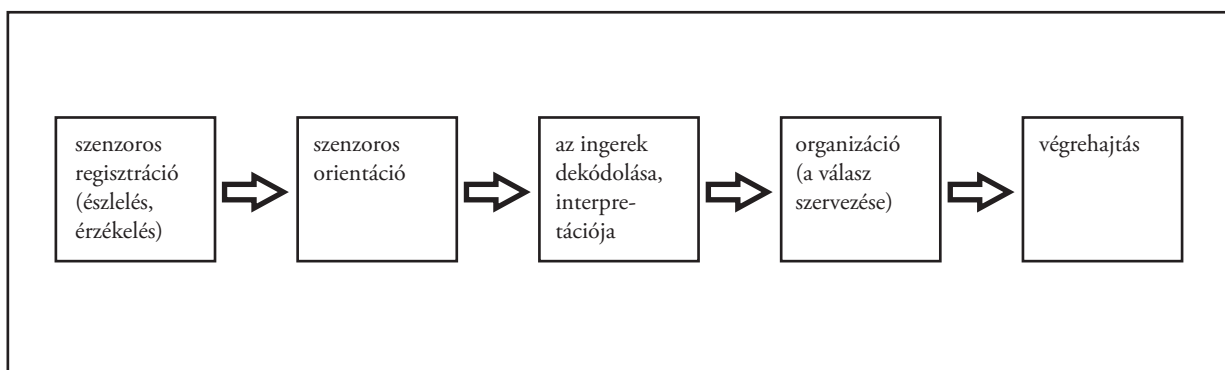 szenzoros
regisztráció
(észlelés,
érzékelés)
szenzoros
orientáció
az ingerek
dekódolása,
interpre-
tációja
organizáció
(a válasz
szervezése)
végrehajtás